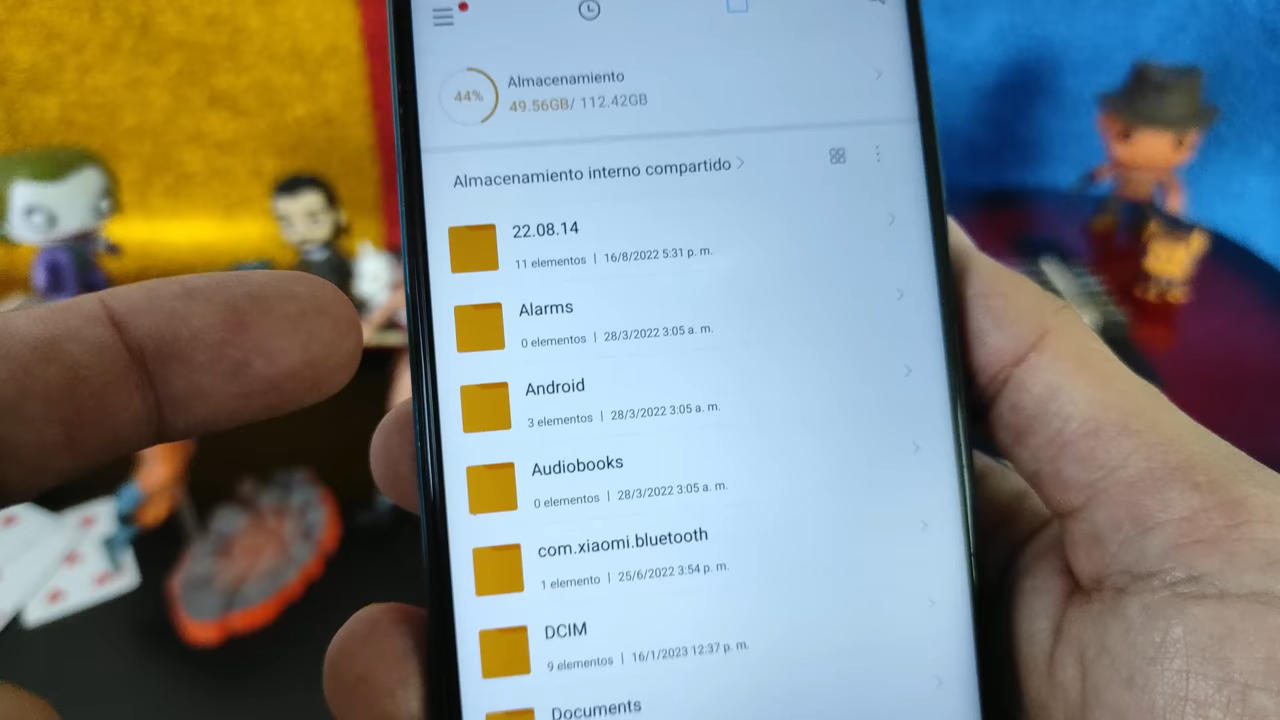 44%
Almacenamiento
49.56GB/ 112.42GB
Almacenamiento interno compartido
22.08.14
11 elementos | 16/8/2022 5:31 p. m.
Alarms
0 elementos | 28/3/2022 3:05 a. m.
Android
3 elementos | 28/3/2022 3:05 a. m.
Audiobooks
0 elementos | 28/3/2022 3:05 a. m.
com.xiaomi.bluetooth
1 elemento | 25/6/2022 3:54 p. m.
DCIM
9 elementos | 16/1/2023 12:37 p. m.
Documents